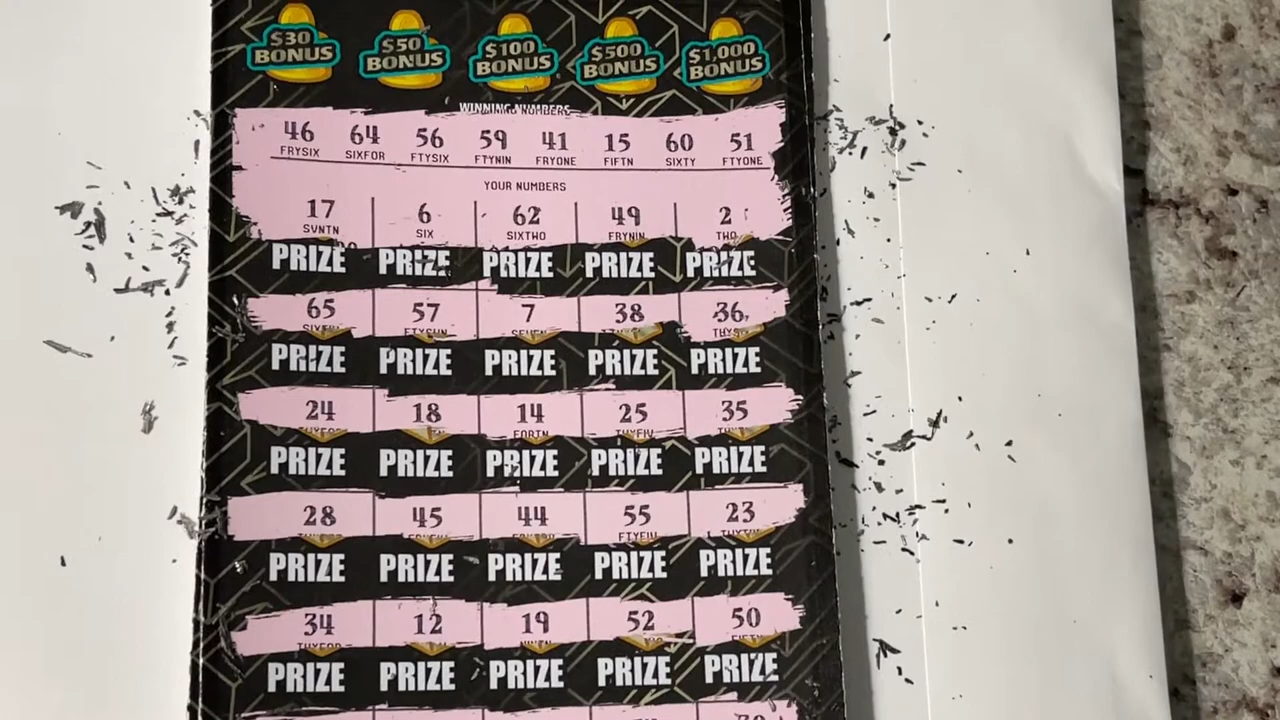 $30 $50 $100 $500 $1,000
BONUS BONUS BONUS BONUS BONUS
WINNING NUMBERS
46 64 56 59 41 15 60 51
FRYSIX SIXFOR FTYSIX FTYNIN FRYONE FIFTN SIXTY FTYONE
YOUR NUMBERS
17 6 62 49 2
SVNTN SIX SIXTWO FRYNIN TWO
PRIZE PRIZE PRIZE PRIZE PRIZE
65 57 7 38 36
PRIZE PRIZE PRIZE PRIZE PRIZE
24 18 14 25 35
PRIZE PRIZE PRIZE PRIZE PRIZE
28 45 44 55 23
PRIZE PRIZE PRIZE PRIZE PRIZE
34 12 19 52 50
PRIZE PRIZE PRIZE PRIZE PRIZE